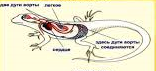 две дуги аорты
легкое
сердце
здесь дуги аорты
соединяются